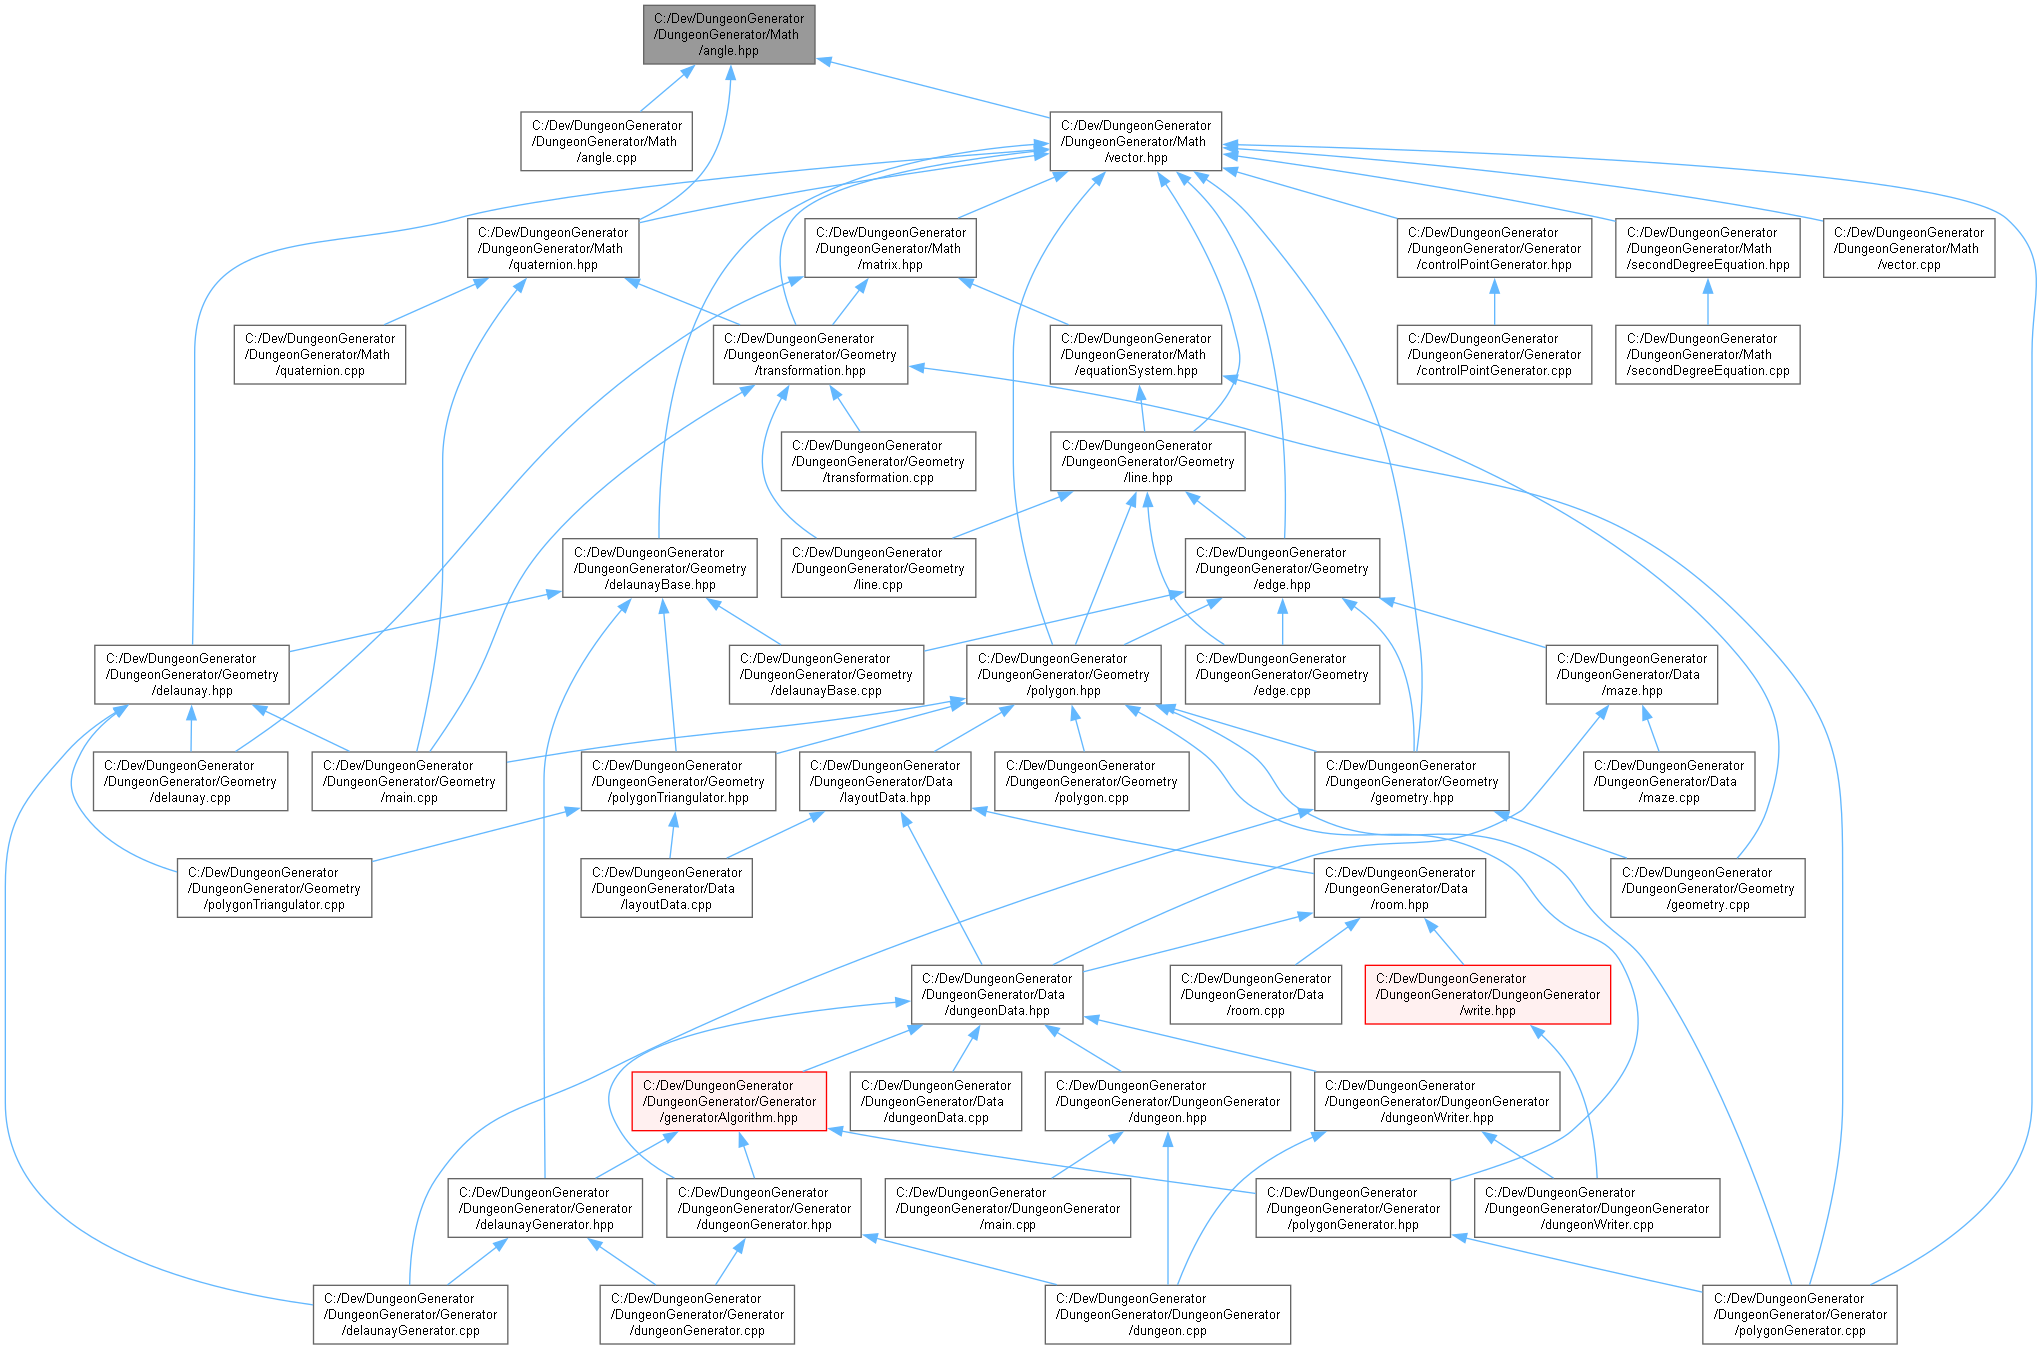 C:/Dev/DungeonGenerator
/DungeonGenerator/Math
/angle.hpp
C:/Dev/DungeonGenerator
/DungeonGenerator/Math
/angle.cpp
C:/Dev/DungeonGenerator
/DungeonGenerator/Math
/vector.hpp
C:/Dev/DungeonGenerator
/DungeonGenerator/Math
/quaternion.hpp
C:/Dev/DungeonGenerator
/DungeonGenerator/Math
/matrix.hpp
C:/Dev/DungeonGenerator
/DungeonGenerator/Generator
/controlPointGenerator.hpp
C:/Dev/DungeonGenerator
/DungeonGenerator/Math
/secondDegreeEquation.hpp
C:/Dev/DungeonGenerator
/DungeonGenerator/Math
/vector.cpp
C:/Dev/DungeonGenerator
/DungeonGenerator/Math
/quaternion.cpp
C:/Dev/DungeonGenerator
/DungeonGenerator/Geometry
/transformation.hpp
C:/Dev/DungeonGenerator
/DungeonGenerator/Math
/equationSystem.hpp
C:/Dev/DungeonGenerator
/DungeonGenerator/Generator
/controlPointGenerator.cpp
C:/Dev/DungeonGenerator
/DungeonGenerator/Math
/secondDegreeEquation.cpp
C:/Dev/DungeonGenerator
/DungeonGenerator/Geometry
/transformation.cpp
C:/Dev/DungeonGenerator
/DungeonGenerator/Geometry
/line.hpp
C:/Dev/DungeonGenerator
/DungeonGenerator/Geometry
/delaunayBase.hpp
C:/Dev/DungeonGenerator
/DungeonGenerator/Geometry
/line.cpp
C:/Dev/DungeonGenerator
/DungeonGenerator/Geometry
/edge.hpp
C:/Dev/DungeonGenerator
/DungeonGenerator/Geometry
/delaunay.hpp
C:/Dev/DungeonGenerator
/DungeonGenerator/Geometry
/delaunayBase.cpp
C:/Dev/DungeonGenerator
/DungeonGenerator/Geometry
/polygon.hpp
C:/Dev/DungeonGenerator
/DungeonGenerator/Geometry
/edge.cpp
C:/Dev/DungeonGenerator
/DungeonGenerator/Data
/maze.hpp
C:/Dev/DungeonGenerator
/DungeonGenerator/Geometry
/delaunay.cpp
C:/Dev/DungeonGenerator
/DungeonGenerator/Geometry
/main.cpp
C:/Dev/DungeonGenerator
/DungeonGenerator/Geometry
/polygonTriangulator.hpp
C:/Dev/DungeonGenerator
/DungeonGenerator/Data
/layoutData.hpp
C:/Dev/DungeonGenerator
/DungeonGenerator/Geometry
/polygon.cpp
C:/Dev/DungeonGenerator
/DungeonGenerator/Geometry
/geometry.hpp
C:/Dev/DungeonGenerator
/DungeonGenerator/Data
/maze.cpp
C:/Dev/DungeonGenerator
/DungeonGenerator/Geometry
/polygonTriangulator.cpp
C:/Dev/DungeonGenerator
/DungeonGenerator/Data
/layoutData.cpp
C:/Dev/DungeonGenerator
/DungeonGenerator/Data
/room.hpp
C:/Dev/DungeonGenerator
/DungeonGenerator/Geometry
/geometry.cpp
C:/Dev/DungeonGenerator
/DungeonGenerator/Data
/dungeonData.hpp
C:/Dev/DungeonGenerator
/DungeonGenerator/Data
/room.cpp
C:/Dev/DungeonGenerator
/DungeonGenerator/DungeonGenerator
/write.hpp
C:/Dev/DungeonGenerator
/DungeonGenerator/Generator
/generatorAlgorithm.hpp
C:/Dev/DungeonGenerator
/DungeonGenerator/Data
/dungeonData.cpp
C:/Dev/DungeonGenerator
/DungeonGenerator/DungeonGenerator
/dungeon.hpp
C:/Dev/DungeonGenerator
/DungeonGenerator/DungeonGenerator
/dungeonWriter.hpp
C:/Dev/DungeonGenerator
/DungeonGenerator/Generator
/delaunayGenerator.hpp
C:/Dev/DungeonGenerator
/DungeonGenerator/Generator
/dungeonGenerator.hpp
C:/Dev/DungeonGenerator
/DungeonGenerator/DungeonGenerator
/main.cpp
C:/Dev/DungeonGenerator
/DungeonGenerator/Generator
/polygonGenerator.hpp
C:/Dev/DungeonGenerator
/DungeonGenerator/DungeonGenerator
/dungeonWriter.cpp
C:/Dev/DungeonGenerator
/DungeonGenerator/Generator
/delaunayGenerator.cpp
C:/Dev/DungeonGenerator
/DungeonGenerator/Generator
/dungeonGenerator.cpp
C:/Dev/DungeonGenerator
/DungeonGenerator/DungeonGenerator
/dungeon.cpp
C:/Dev/DungeonGenerator
/DungeonGenerator/Generator
/polygonGenerator.cpp